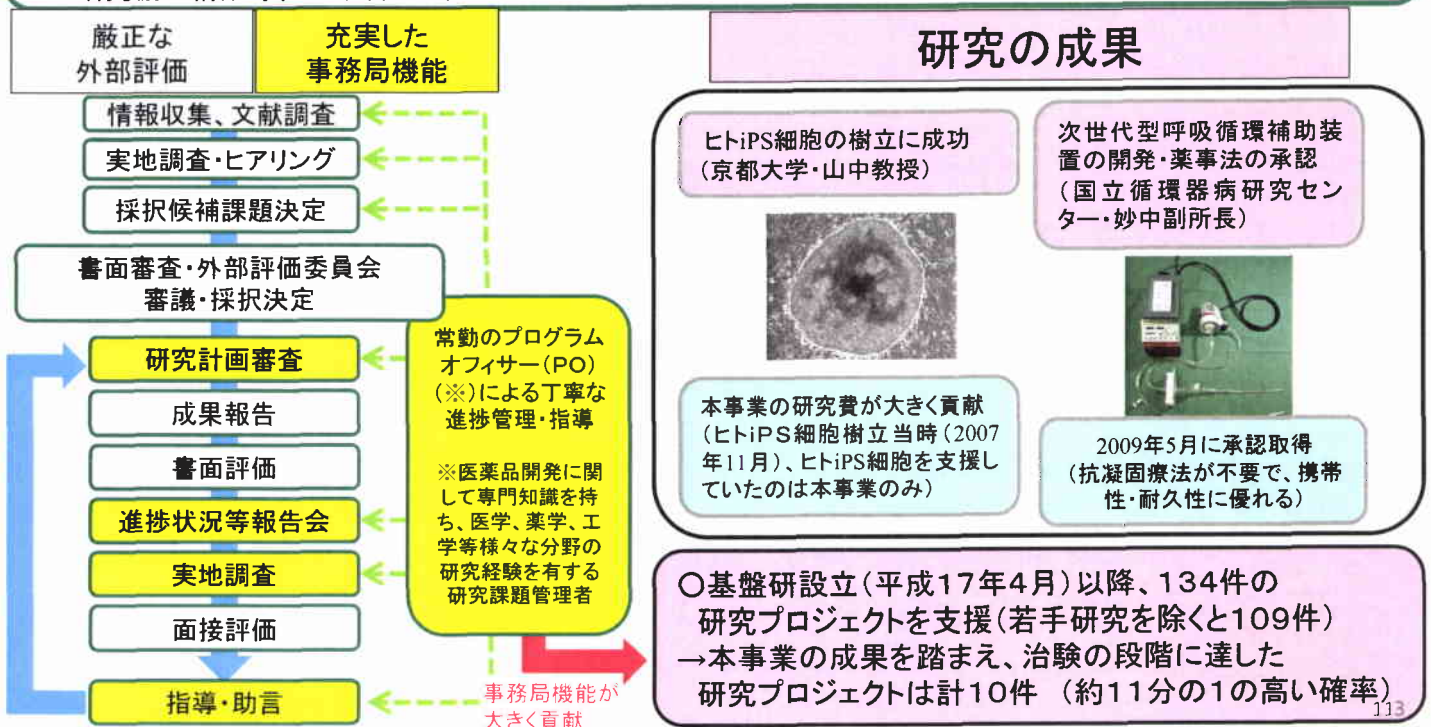 厳正な
外部評価
充実した
事務局機能
情報収集、文献調査
実地調査・ヒアリング
採択候補課題決定
書面審査・外部評価委員会
審議・採択決定
研究計画審査
成果報告
書面評価
進捗状況等報告会
実地調査
面接評価
指導・助言
常勤のプログラム
オフィサー(PO)
(※)による丁寧な
進捗管理・指導
※医薬品開発に関
して専門知識を持
ち、医学、薬学、工
学等様々な分野の
研究経験を有する
研究課題管理者
事務局機能が
大きく貢献
研究の成果
ヒトiPS細胞の樹立に成功
(京都大学・山中教授)
本事業の研究費が大きく貢献
(ヒトiPS細胞樹立当時(2007
年11月)、ヒトiPS細胞を支援し
ていたのは本事業のみ)
次世代型呼吸循環補助装
置の開発・薬事法の承認
(国立循環器病研究セン
ター・妙中副所長)
2009年5月に承認取得
(抗凝固療法が不要で、携帯
性・耐久性に優れる)
○基盤研設立(平成17年4月)以降、134件の
研究プロジェクトを支援(若手研究を除くと109件)
→本事業の成果を踏まえ、治験の段階に達した
研究プロジェクトは計10件 (約11分の1の高い確率)
113